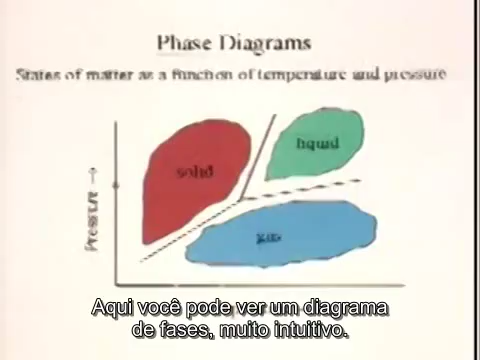 Phase Diagrams
States of matter as a function of temperature and pressure
solid
liquid
gas
Pressure →
Aqui você pode ver um diagrama
de fases, muito intuitivo.